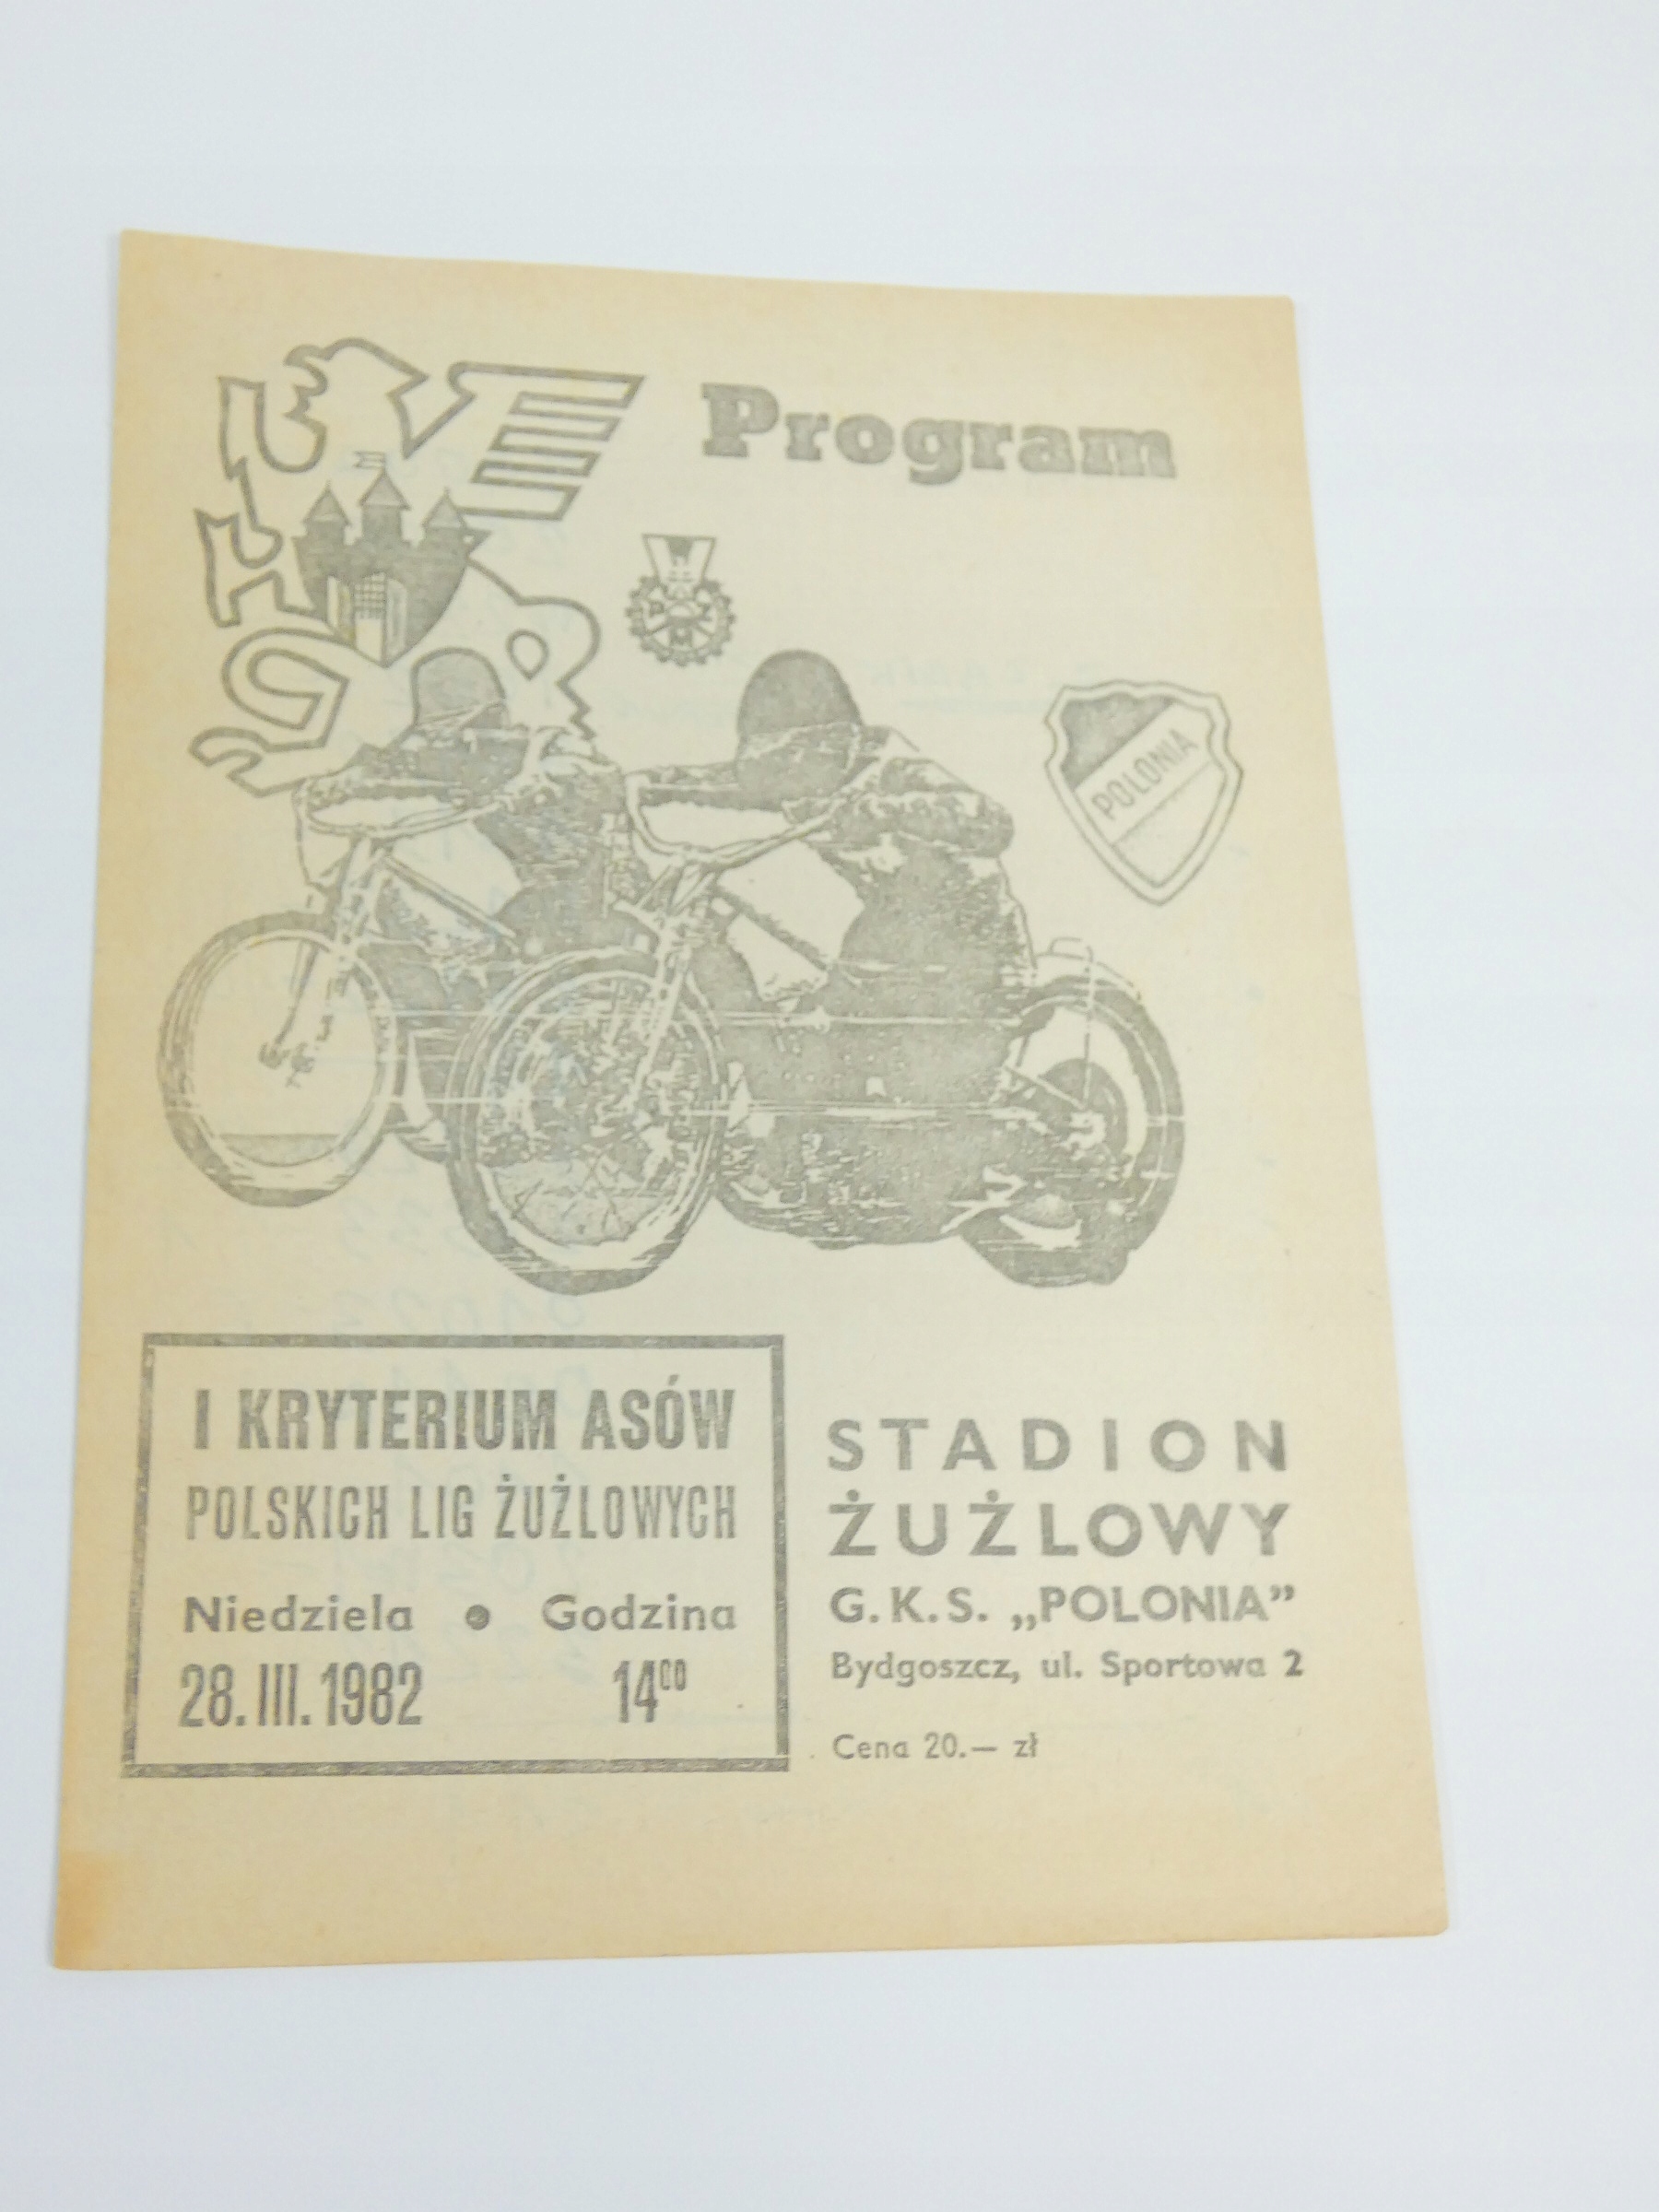 Program
POLONIA
I KRYTERIUM ASÓW
POLSKICH LIG ŻUŻLOWYCH
Niedziela • Godzina
28.III.1982 14⁰⁰
STADION
ŻUŻLOWY
G.K.S. „POLONIA”
Bydgoszcz, ul. Sportowa 2
Cena 20.— zł